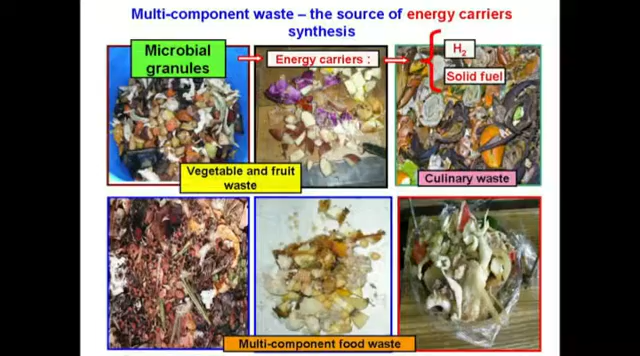 Multi-component waste – the source of energy carriers
synthesis
Microbial
granules
Energy carriers :
H2
Solid fuel
Vegetable and fruit
waste
Culinary waste
Multi-component food waste